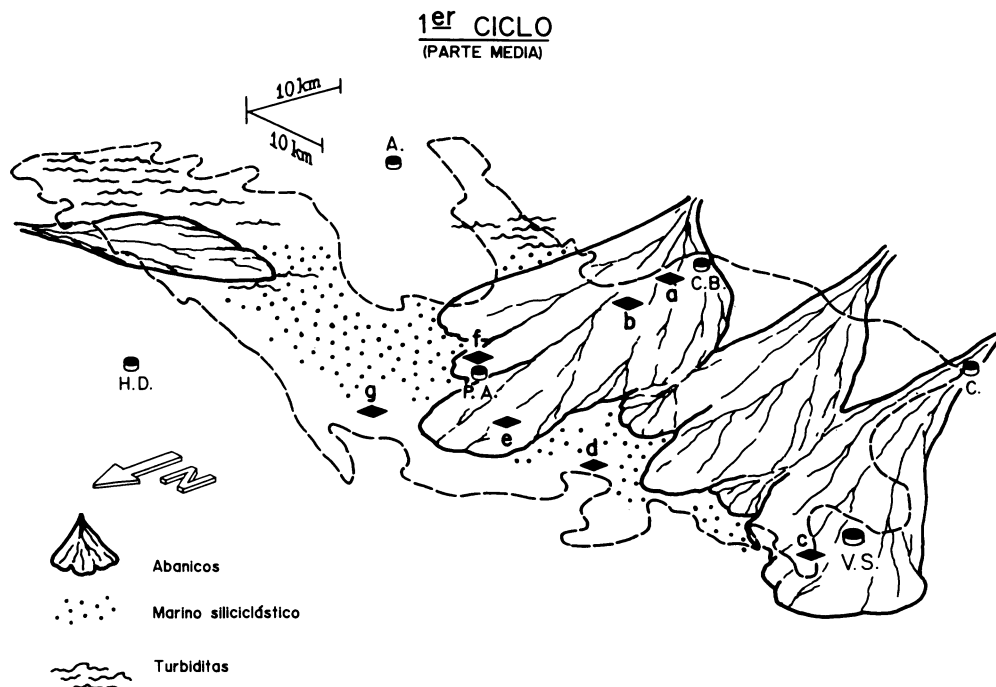 1er CICLO
(PARTE MEDIA)
10 km
10 km
A.
C.B.
a
b
f
P.A.
C.
H.D.
g
e
d
c
V.S.
N
Abanicos
Marino siliciclástico
Turbiditas